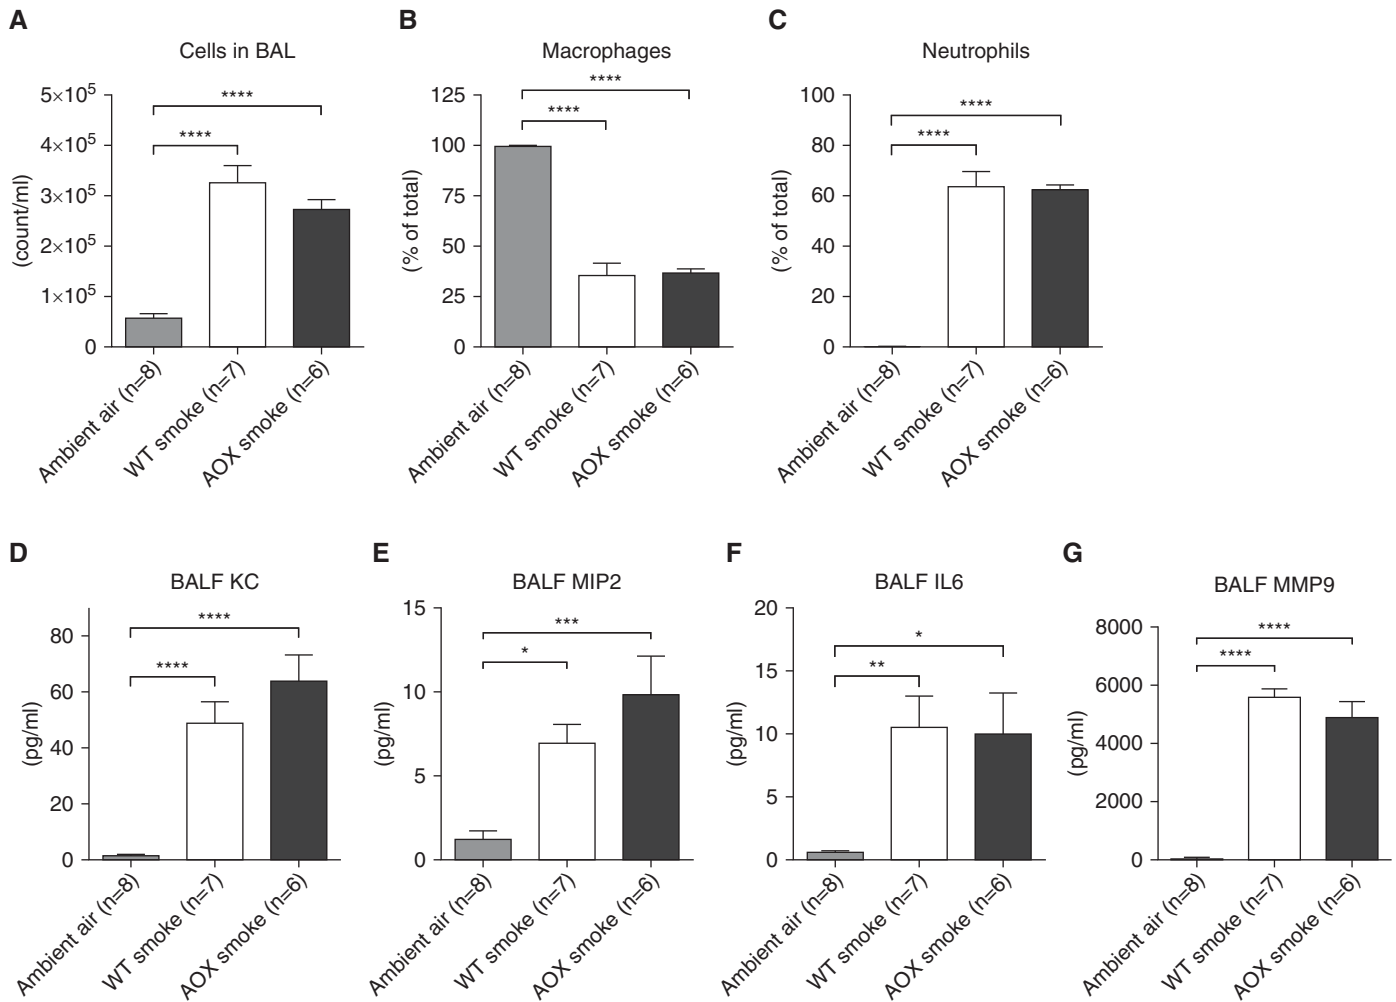 A
Cells in BAL
(count/ml)
5×10⁵
4×10⁵
3×10⁵
2×10⁵
1×10⁵
0
****
****
Ambient air (n=8)
WT smoke (n=7)
AOX smoke (n=6)
B
Macrophages
(% of total)
125
100
75
50
25
0
****
****
Ambient air (n=8)
WT smoke (n=7)
AOX smoke (n=6)
C
Neutrophils
(% of total)
100
80
60
40
20
0
****
****
Ambient air (n=8)
WT smoke (n=7)
AOX smoke (n=6)
D
BALF KC
(pg/ml)
80
60
40
20
0
****
****
Ambient air (n=8)
WT smoke (n=7)
AOX smoke (n=6)
E
BALF MIP2
(pg/ml)
15
10
5
0
***
*
Ambient air (n=8)
WT smoke (n=7)
AOX smoke (n=6)
F
BALF IL6
(pg/ml)
20
15
10
5
0
*
**
Ambient air (n=8)
WT smoke (n=7)
AOX smoke (n=6)
G
BALF MMP9
(pg/ml)
8000
6000
4000
2000
0
****
****
Ambient air (n=8)
WT smoke (n=7)
AOX smoke (n=6)